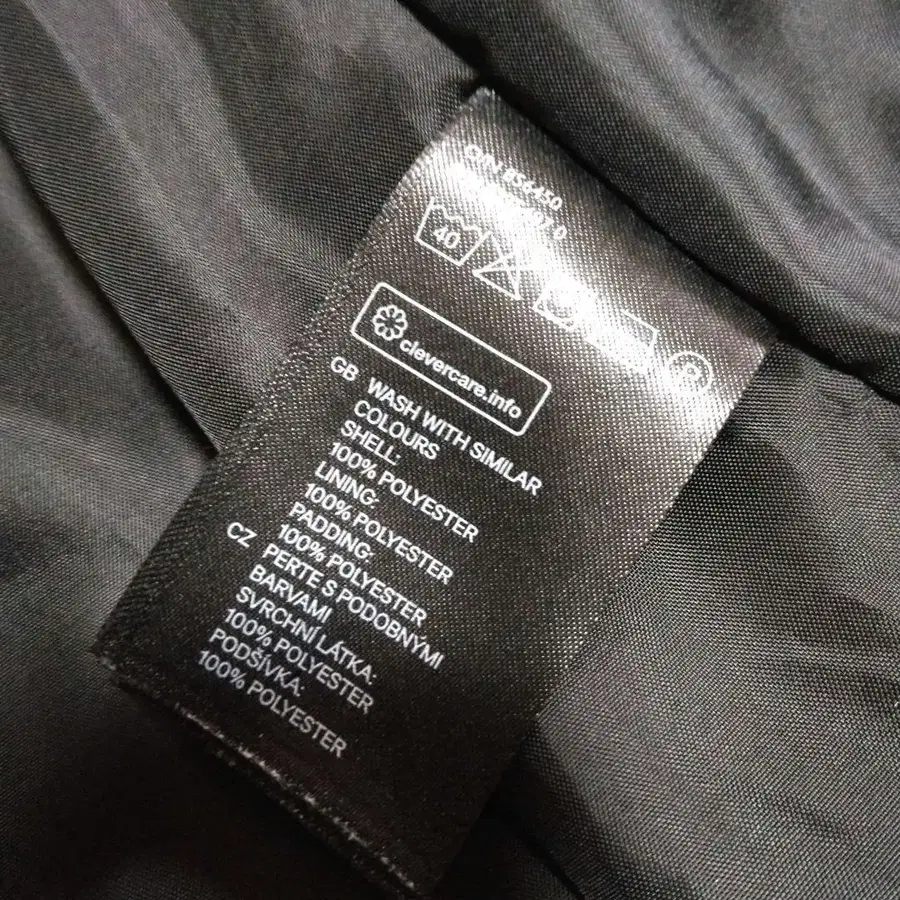 O/N 856450
40
clevercare.info
GB WASH WITH SIMILAR
COLOURS
SHELL:
100% POLYESTER
LINING:
100% POLYESTER
PADDING:
100% POLYESTER
CZ PERTE S PODOBNÝMI
BARVAMI
SVRCHNÍ LÁTKA:
100% POLYESTER
PODŠÍVKA:
100% POLYESTER